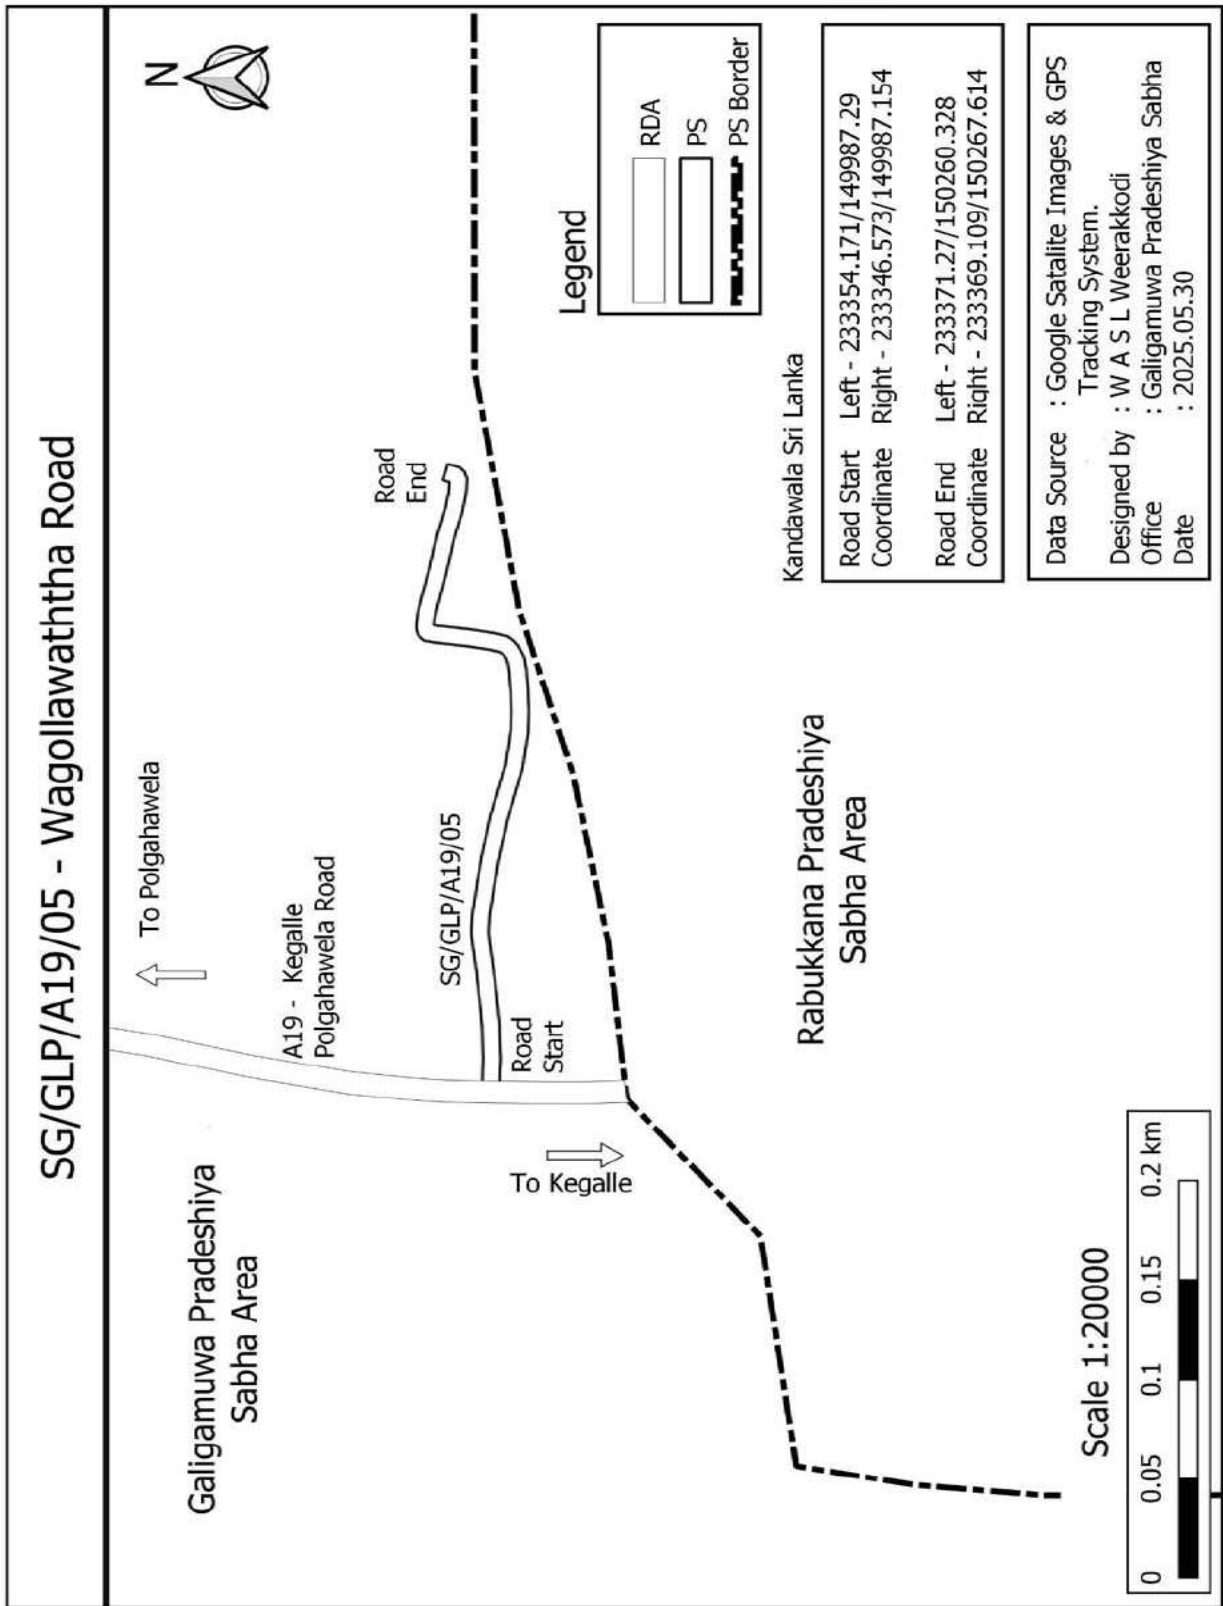 SG/GLP/A19/05 - Wagollawaththa Road
N
To Polgahawela
Galigamuwa Pradeshiya
Sabha Area
A19 - Kegalle
Polgahawela Road
SG/GLP/A19/05
Road
End
Road
Start
To Kegalle
Rabukkana Pradeshiya
Sabha Area
Legend
RDA
PS
PS Border
Kandawala Sri Lanka
Road Start Left - 233354.171/149987.29
Coordinate Right - 233346.573/149987.154
Road End Left - 233371.27/150260.328
Coordinate Right - 233369.109/150267.614
Data Source : Google Satalite Images & GPS
Tracking System.
Designed by : W A S L Weerakkodi
Office : Galigamuwa Pradeshiya Sabha
Date : 2025.05.30
Scale 1:20000
0 0.05 0.1 0.15 0.2 km